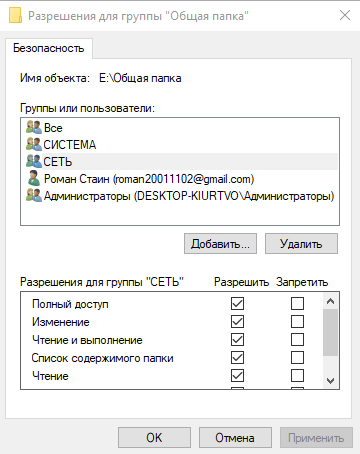 Разрешения для группы "Общая папка"
Безопасность
Имя объекта: E:\Общая папка
Группы или пользователи:
Все
СИСТЕМА
СЕТЬ
Роман Стаин (roman20011102@gmail.com)
Администраторы (DESKTOP-KIURTVO\Администраторы)
Добавить... Удалить
Разрешения для группы "СЕТЬ" Разрешить Запретить
Полный доступ
Изменение
Чтение и выполнение
Список содержимого папки
Чтение
ОК Отмена Применить